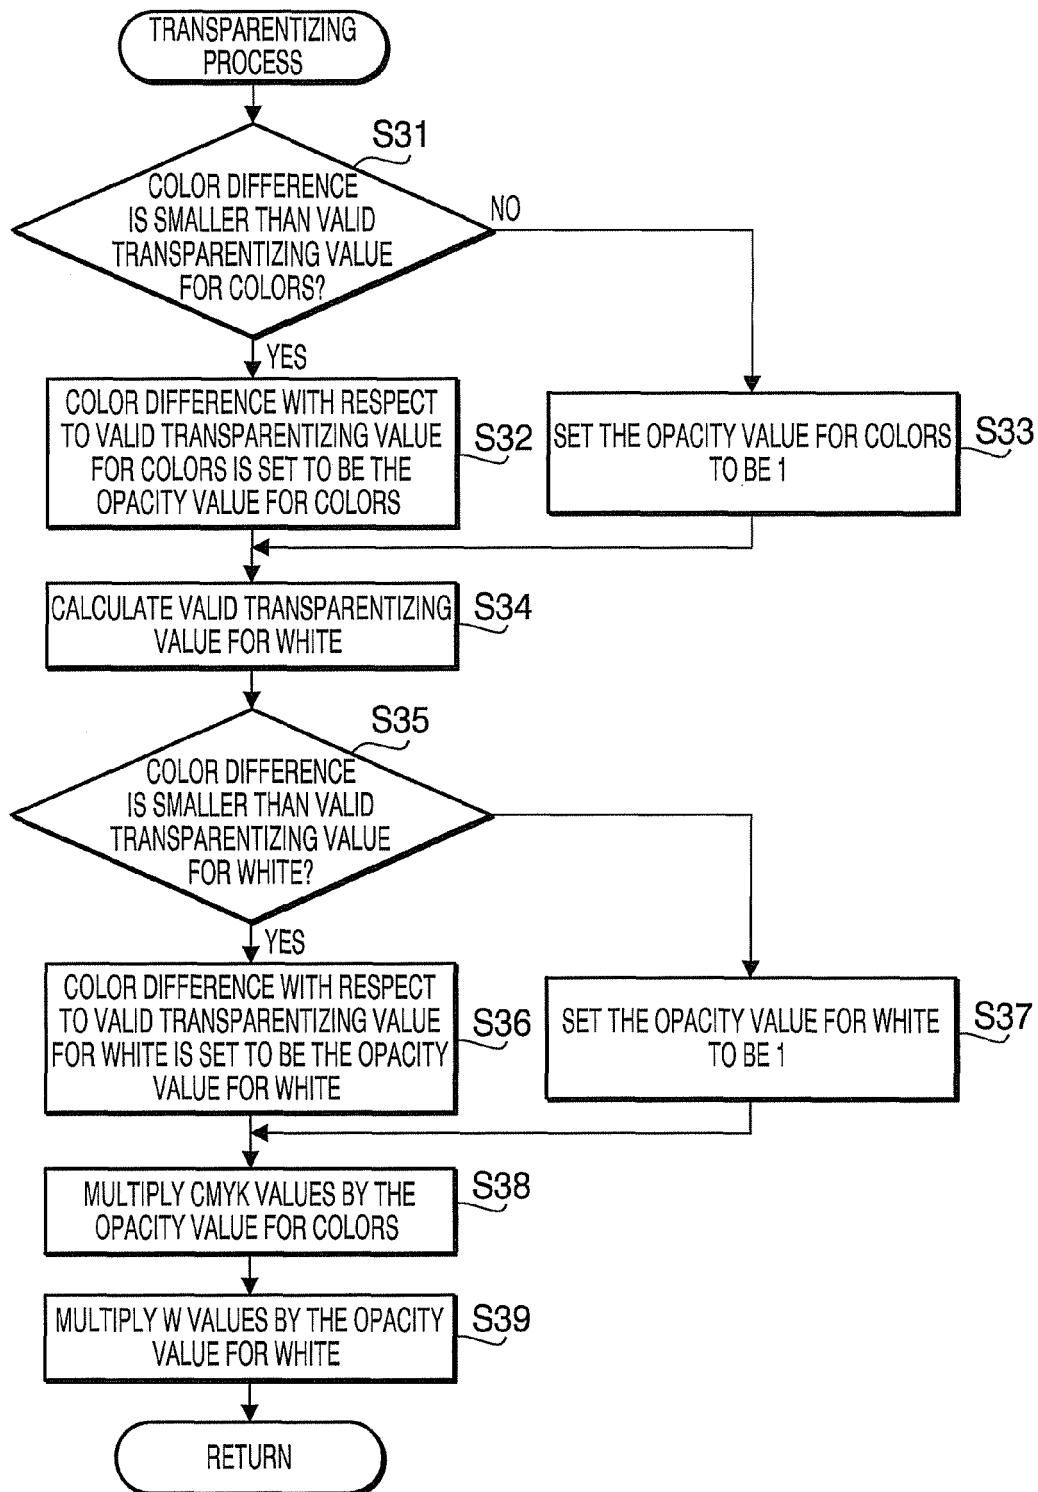 TRANSPARENTIZING
PROCESS
S31
COLOR DIFFERENCE
IS SMALLER THAN VALID
TRANSPARENTIZING VALUE
FOR COLORS?
NO
YES
COLOR DIFFERENCE WITH RESPECT
TO VALID TRANSPARENTIZING VALUE
FOR COLORS IS SET TO BE THE
OPACITY VALUE FOR COLORS
S32
SET THE OPACITY VALUE FOR COLORS
TO BE 1
S33
CALCULATE VALID TRANSPARENTIZING
VALUE FOR WHITE
S34
S35
COLOR DIFFERENCE
IS SMALLER THAN VALID
TRANSPARENTIZING VALUE
FOR WHITE?
YES
COLOR DIFFERENCE WITH RESPECT
TO VALID TRANSPARENTIZING VALUE
FOR WHITE IS SET TO BE THE OPACITY
VALUE FOR WHITE
S36
SET THE OPACITY VALUE FOR WHITE
TO BE 1
S37
MULTIPLY CMYK VALUES BY THE
OPACITY VALUE FOR COLORS
S38
MULTIPLY W VALUES BY THE OPACITY
VALUE FOR WHITE
S39
RETURN